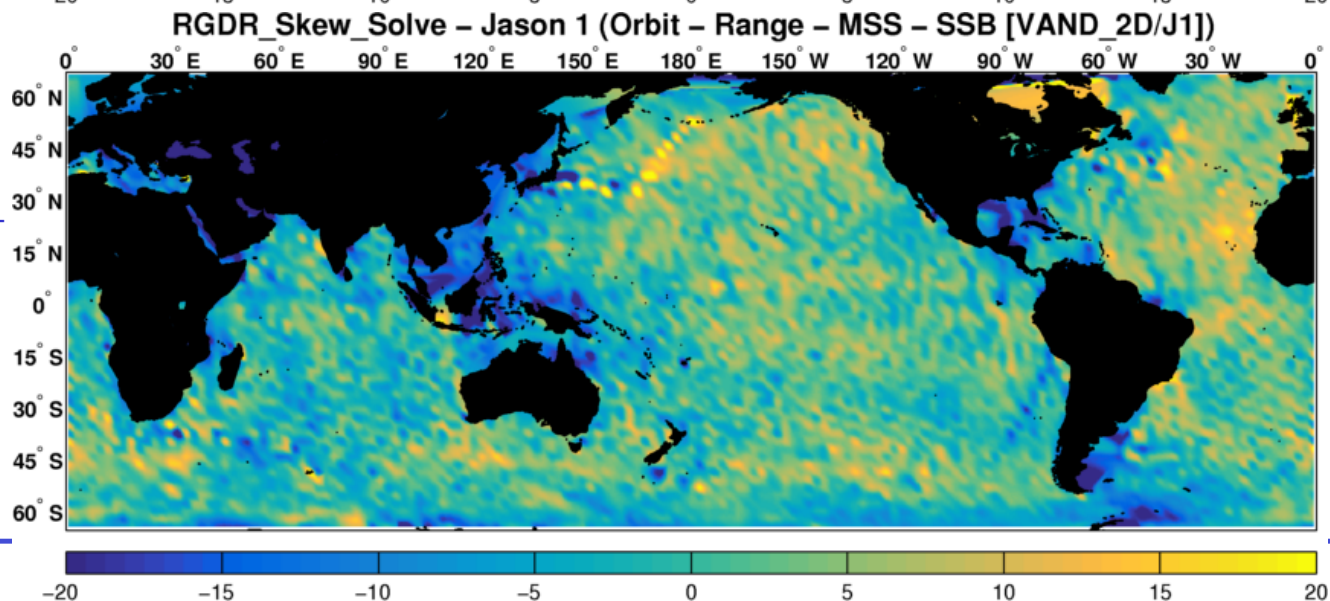 RGDR_Skew_Solve – Jason 1 (Orbit – Range – MSS – SSB [VAND_2D/J1])
0° 30° E 60° E 90° E 120° E 150° E 180° E 150° W 120° W 90° W 60° W 30° W 0°
60° N
45° N
30° N
15° N
0°
15° S
30° S
45° S
60° S
−20 −15 −10 −5 0 5 10 15 20